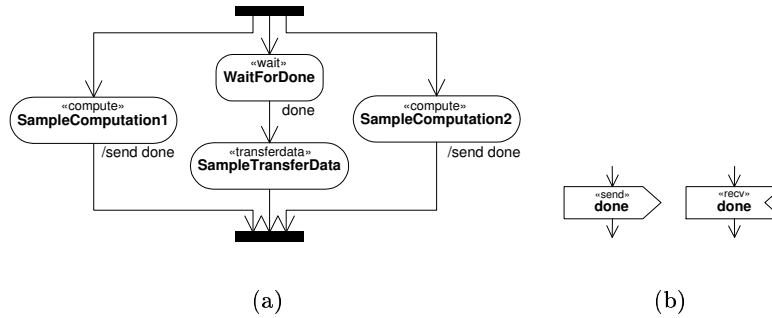 «wait»
WaitForDone
«compute»
SampleComputation1
done
«compute»
SampleComputation2
/send done
«transferdata»
SampleTransferData
/send done
«send»
done
«recv»
done
(a)
(b)